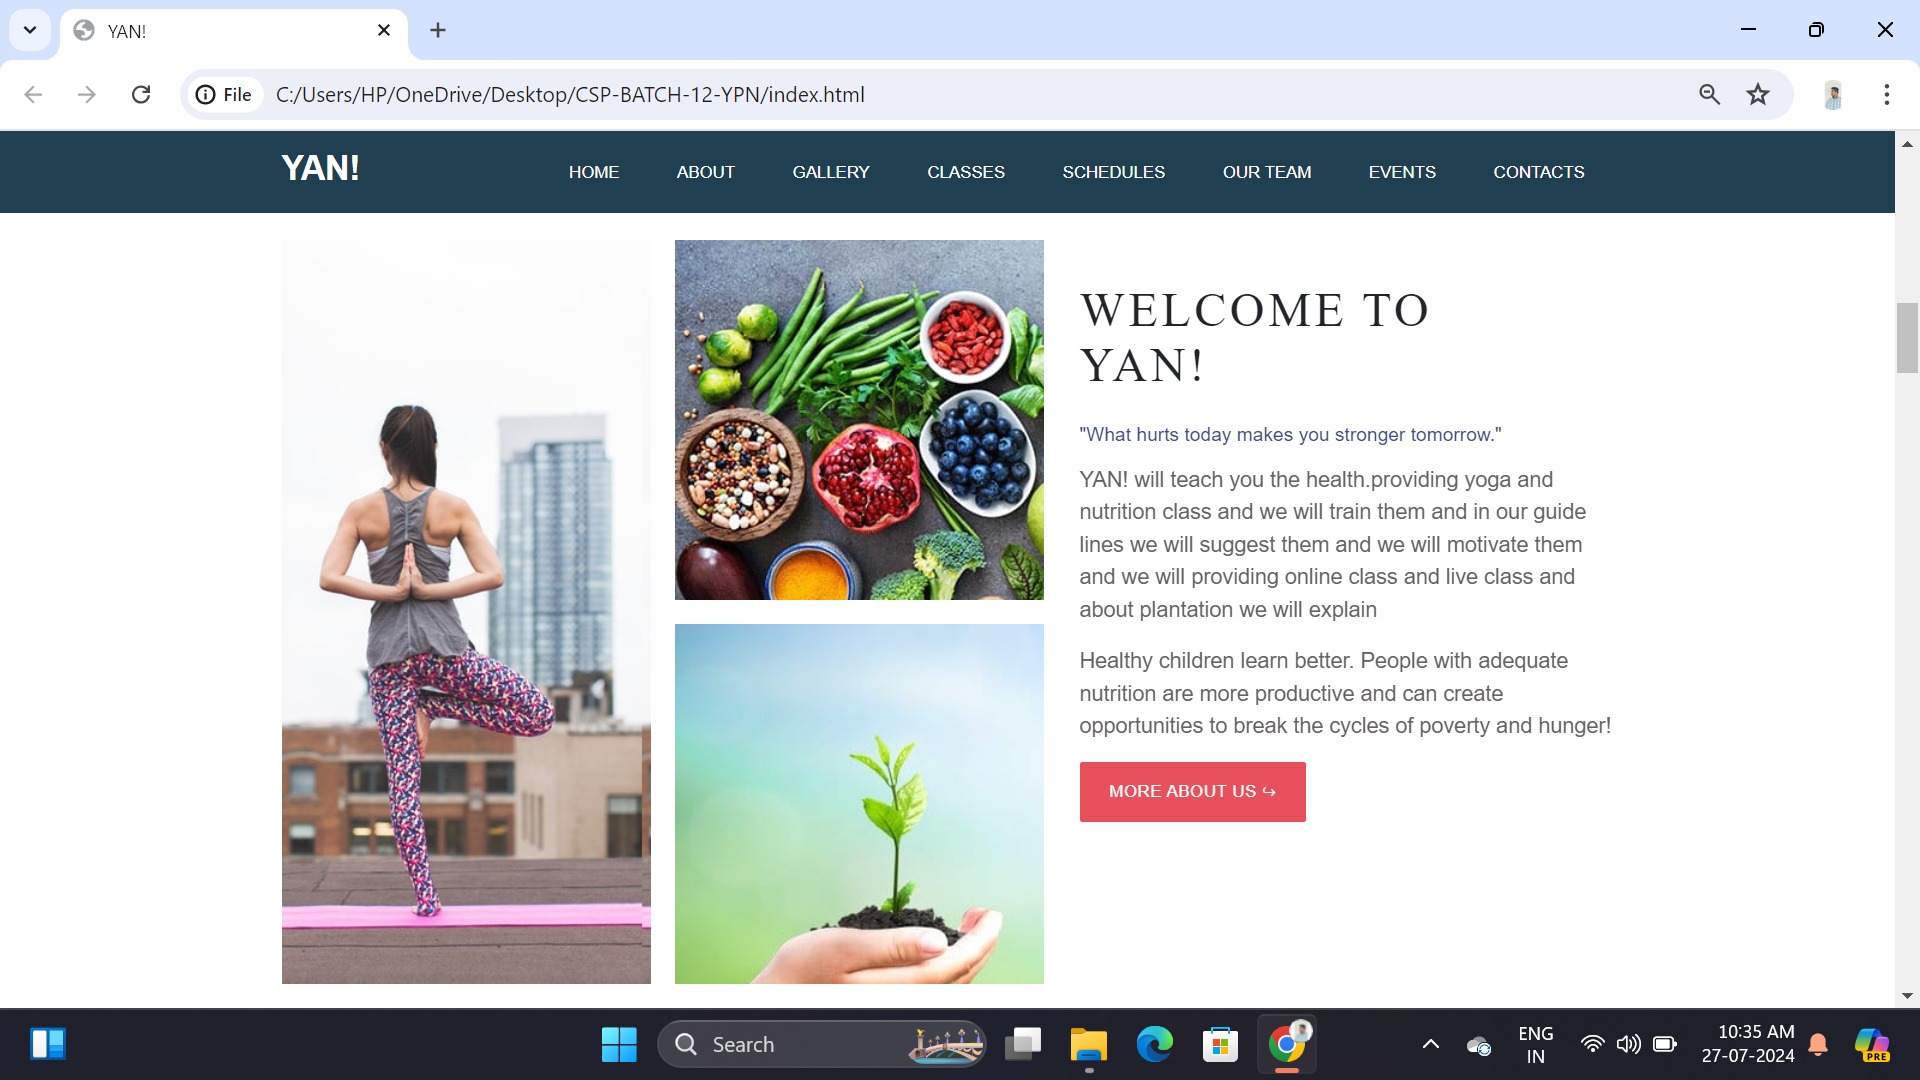 YAN!
File C:/Users/HP/OneDrive/Desktop/CSP-BATCH-12-YPN/index.html
YAN! HOME ABOUT GALLERY CLASSES SCHEDULES OUR TEAM EVENTS CONTACTS
WELCOME TO
YAN!
"What hurts today makes you stronger tomorrow."
YAN! will teach you the health.providing yoga and
nutrition class and we will train them and in our guide
lines we will suggest them and we will motivate them
and we will providing online class and live class and
about plantation we will explain
Healthy children learn better. People with adequate
nutrition are more productive and can create
opportunities to break the cycles of poverty and hunger!
MORE ABOUT US ↪
Search
ENG
IN
10:35 AM
27-07-2024
PRE